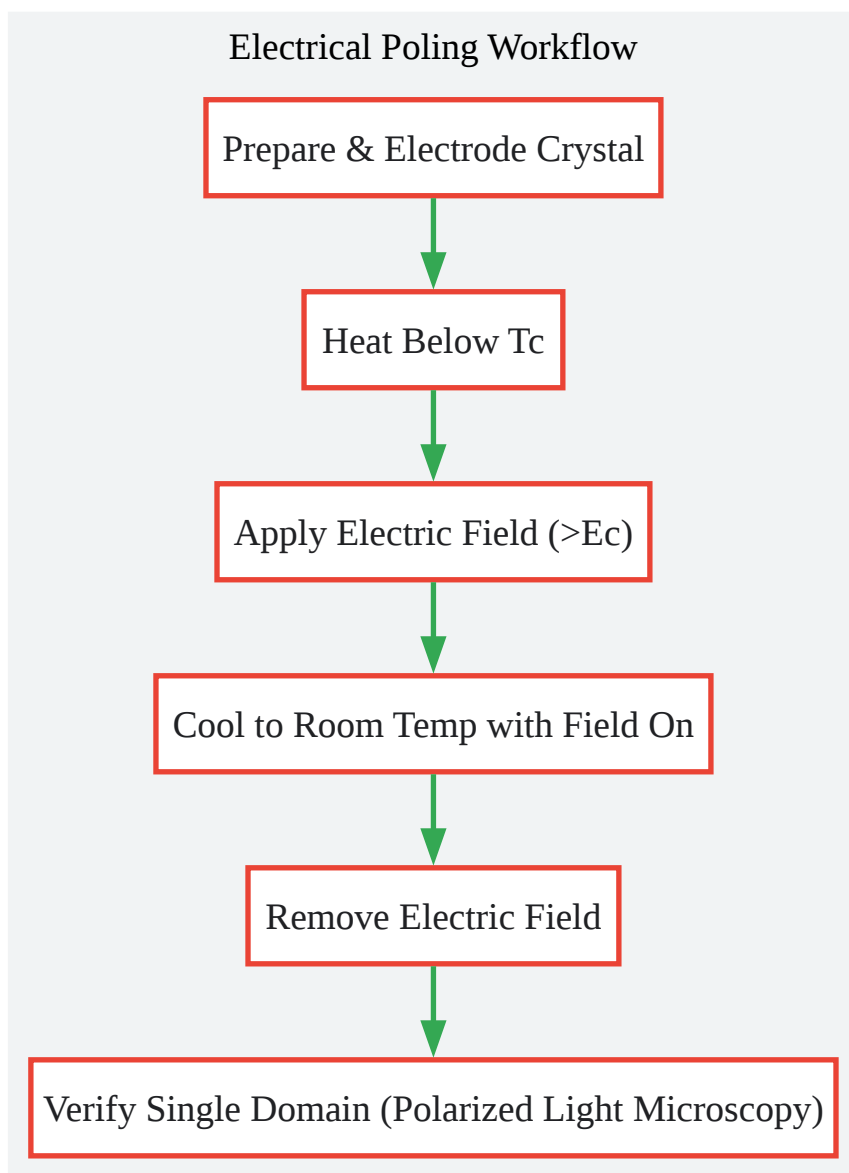 Electrical Poling Workflow
Prepare & Electrode Crystal
Heat Below Tc
Apply Electric Field (>Ec)
Cool to Room Temp with Field On
Remove Electric Field
Verify Single Domain (Polarized Light Microscopy)